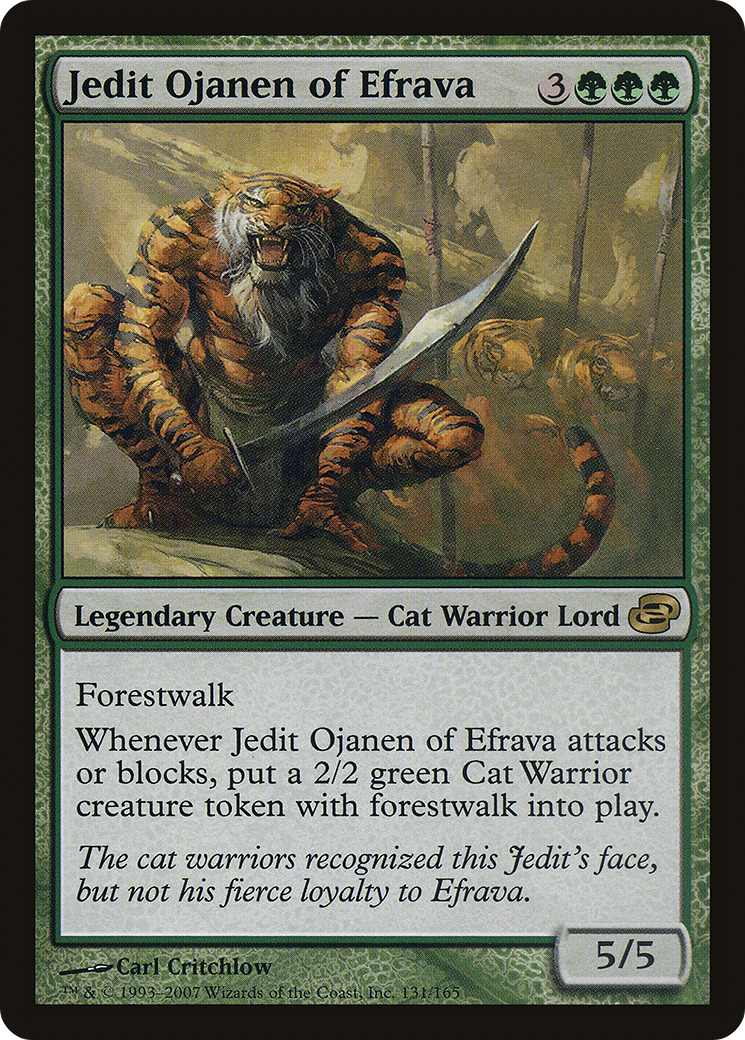 Jedit Ojanen of Efrava 3
Legendary Creature — Cat Warrior Lord
Forestwalk
Whenever Jedit Ojanen of Efrava attacks
or blocks, put a 2/2 green Cat Warrior
creature token with forestwalk into play.
The cat warriors recognized this Jedit's face,
but not his fierce loyalty to Efrava.
5/5
Carl Critchlow
™ & © 1993–2007 Wizards of the Coast, Inc. 131/165